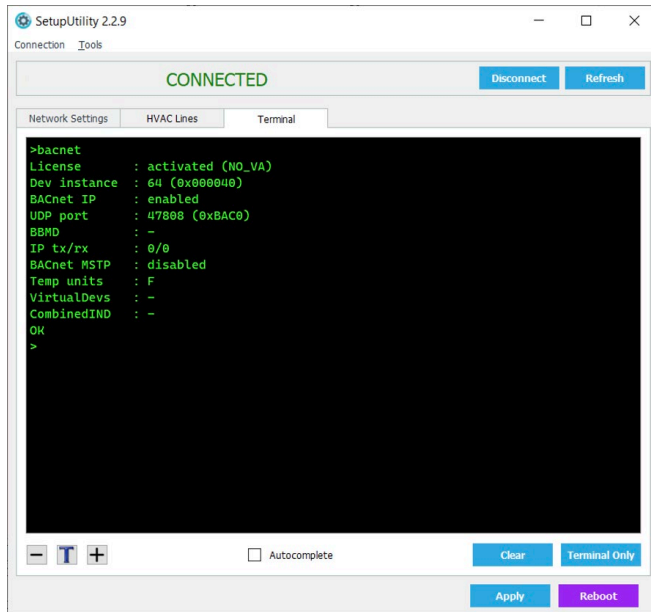 SetupUtility 2.2.9
Connection Tools
CONNECTED
Disconnect
Refresh
Network Settings
HVAC Lines
Terminal
>bacnet
License : activated (NO_VA)
Dev instance : 64 (0x000040)
BACnet IP : enabled
UDP port : 47808 (0xBAC0)
BBMD : -
IP tx/rx : 0/0
BACnet MSTP : disabled
Temp units : F
VirtualDevs : -
CombinedIND : -
OK
>
T
Autocomplete
Clear
Terminal Only
Apply
Reboot